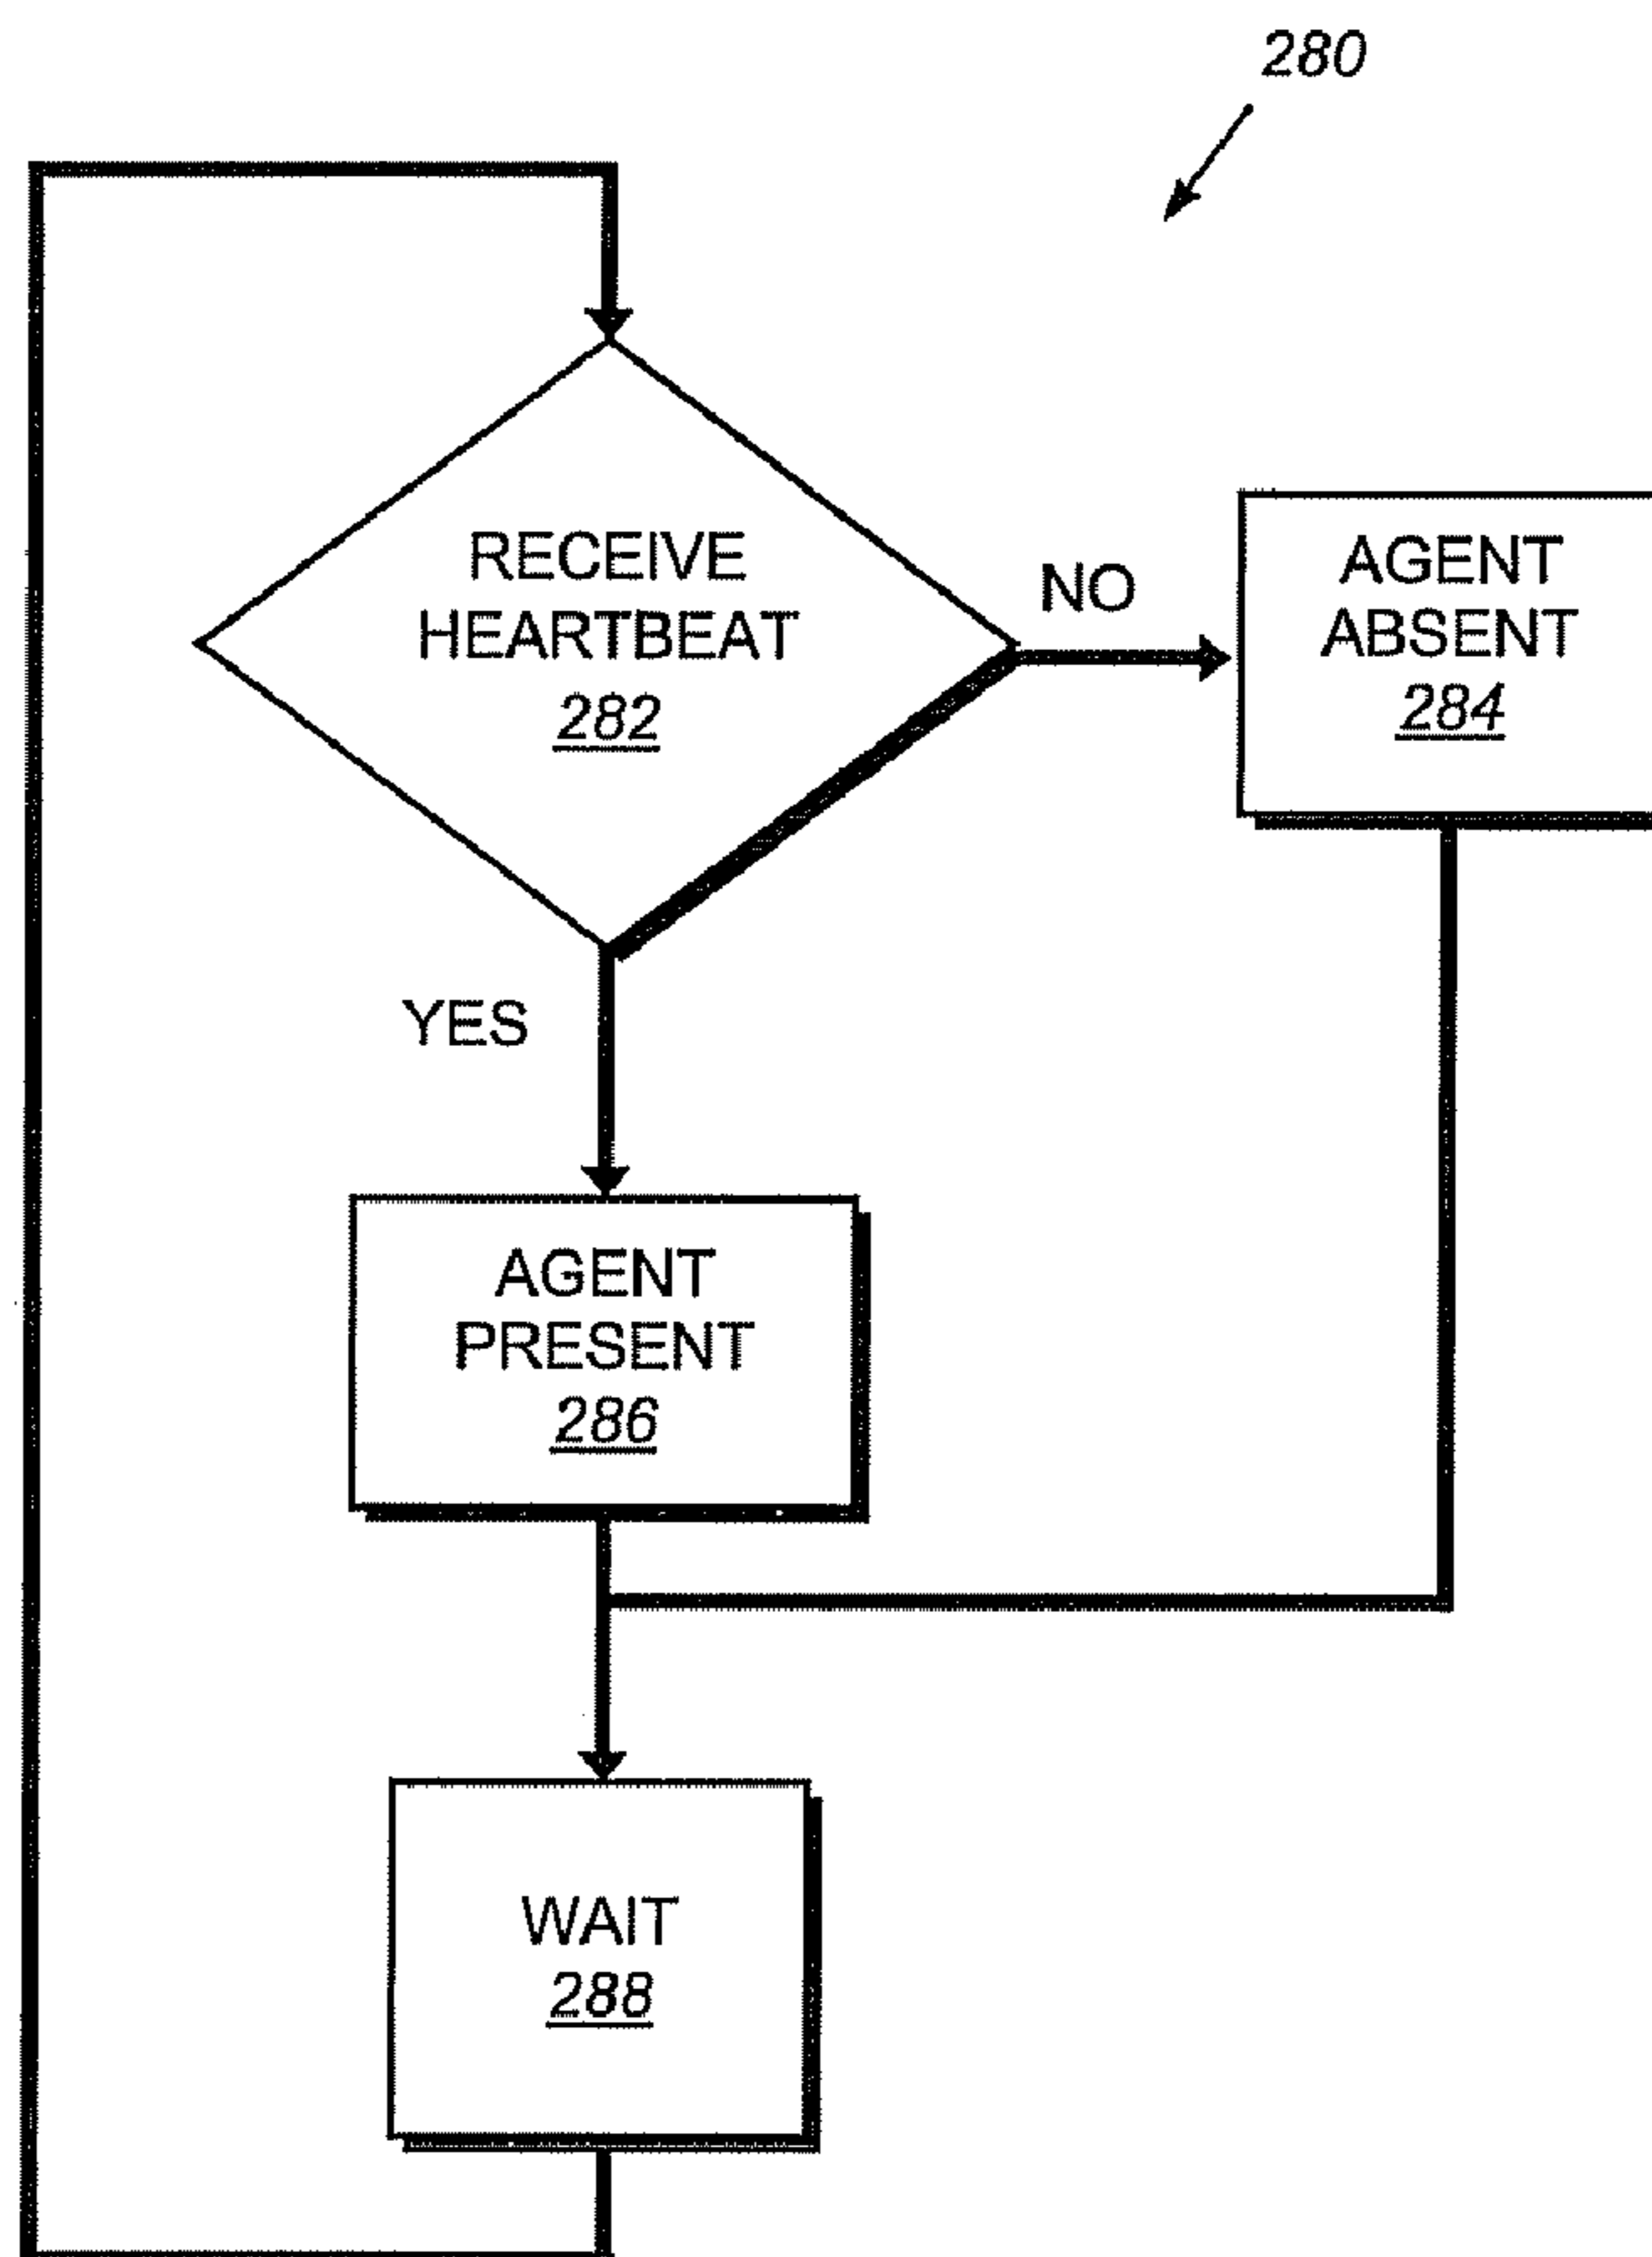 280
RECEIVE
HEARTBEAT
282
NO
AGENT
ABSENT
284
YES
AGENT
PRESENT
286
WAIT
288